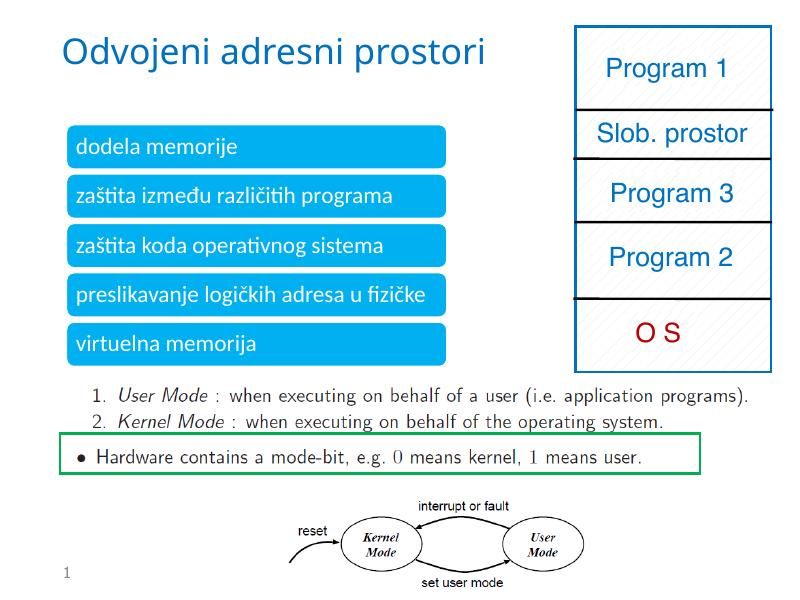 Odvojeni adresni prostori
dodela memorije
zaštita između različitih programa
zaštita koda operativnog sistema
preslikavanje logičkih adresa u fizičke
virtuelna memorija
Program 1
Slob. prostor
Program 3
Program 2
O S
1. User Mode : when executing on behalf of a user (i.e. application programs).
2. Kernel Mode : when executing on behalf of the operating system.
• Hardware contains a mode-bit, e.g. 0 means kernel, 1 means user.
interrupt or fault
reset
Kernel
Mode
User
Mode
set user mode
1